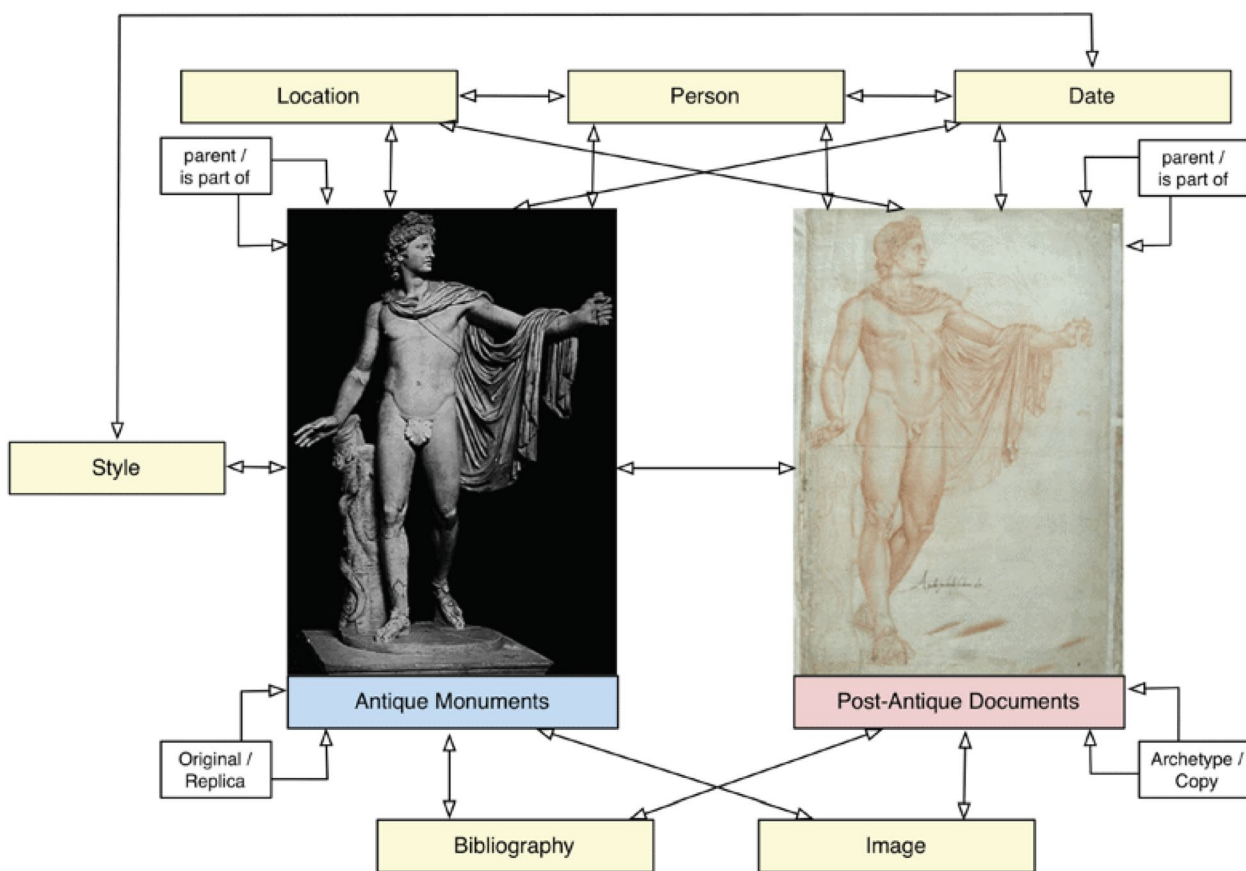 Location
Person
Date
parent /
is part of
parent /
is part of
Style
Antique Monuments
Post-Antique Documents
Original /
Replica
Archetype /
Copy
Bibliography
Image